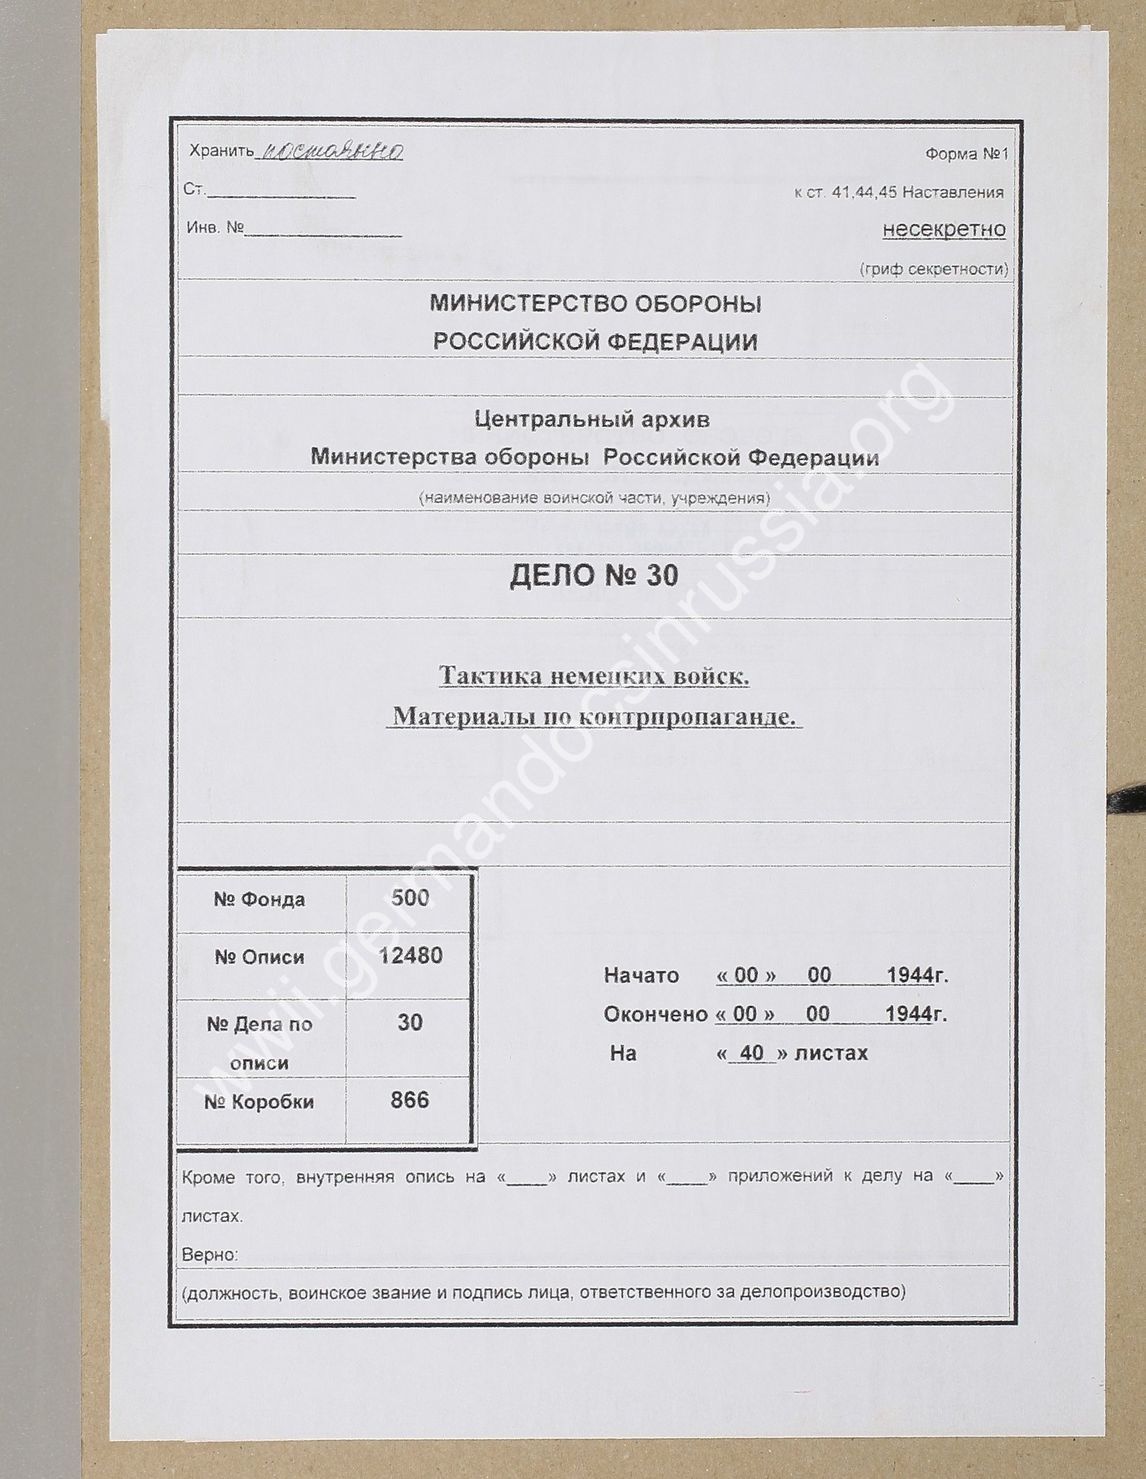 Хранить постоянно
Форма №1
Ст.
к ст. 41,44,45 Наставления
Инв. №
несекретно
(гриф секретности)
МИНИСТЕРСТВО ОБОРОНЫ
РОССИЙСКОЙ ФЕДЕРАЦИИ
Центральный архив
Министерства обороны Российской Федерации
(наименование воинской части, учреждения)
ДЕЛО № 30
Тактика немецких войск.
Материалы по контрпропаганде.
№ Фонда 500
№ Описи 12480
№ Дела по 30
описи
№ Коробки 866
Начато « 00 » 00 1944г.
Окончено « 00 » 00 1944г.
На « 40 » листах
Кроме того, внутренняя опись на «____» листах и «____» приложений к делу на «____»
листах.
Верно:
(должность, воинское звание и подпись лица, ответственного за делопроизводство)
wwii.germandocsinrussia.org